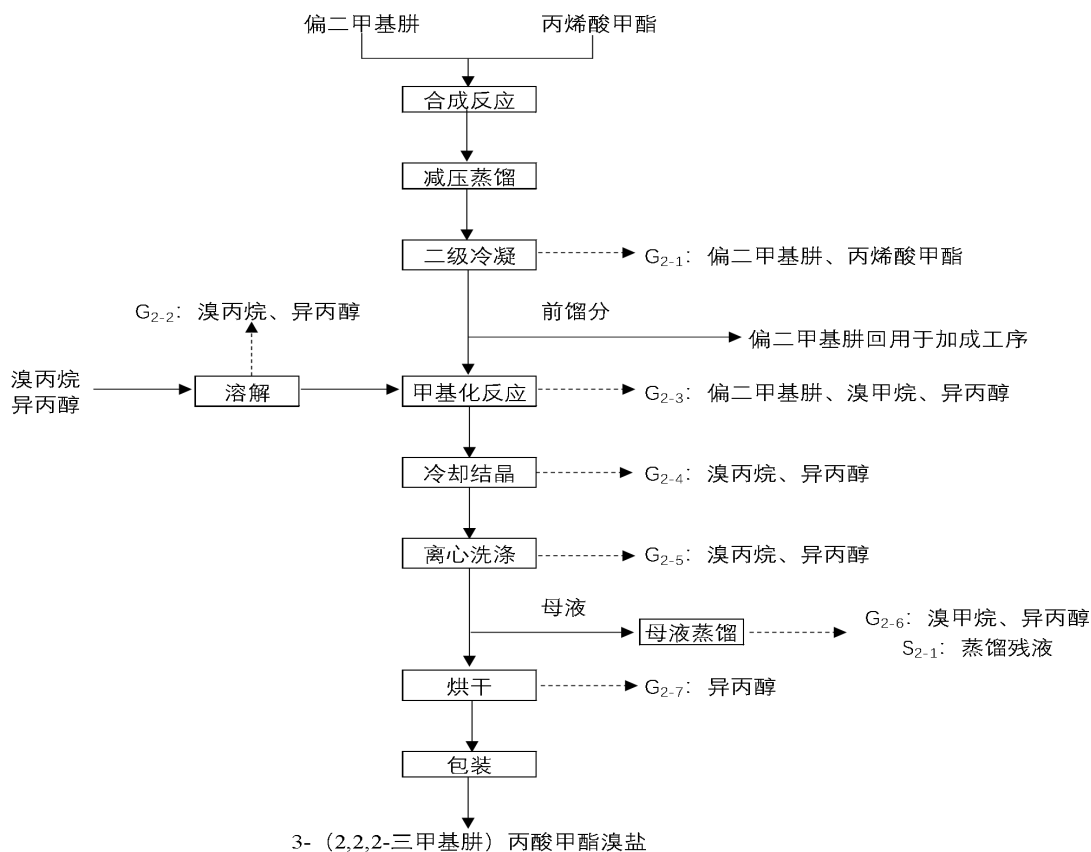 偏二甲基肼
丙烯酸甲酯
合成反应
减压蒸馏
二级冷凝
G2-1：偏二甲基肼、丙烯酸甲酯
G2-2：溴丙烷、异丙醇
前馏分
偏二甲基肼回用于加成工序
溴丙烷
异丙醇
溶解
甲基化反应
G2-3：偏二甲基肼、溴甲烷、异丙醇
冷却结晶
G2-4：溴丙烷、异丙醇
离心洗涤
G2-5：溴丙烷、异丙醇
母液
母液蒸馏
G2-6：溴甲烷、异丙醇
S2-1：蒸馏残液
烘干
G2-7：异丙醇
包装
3-（2,2,2-三甲基肼）丙酸甲酯溴盐